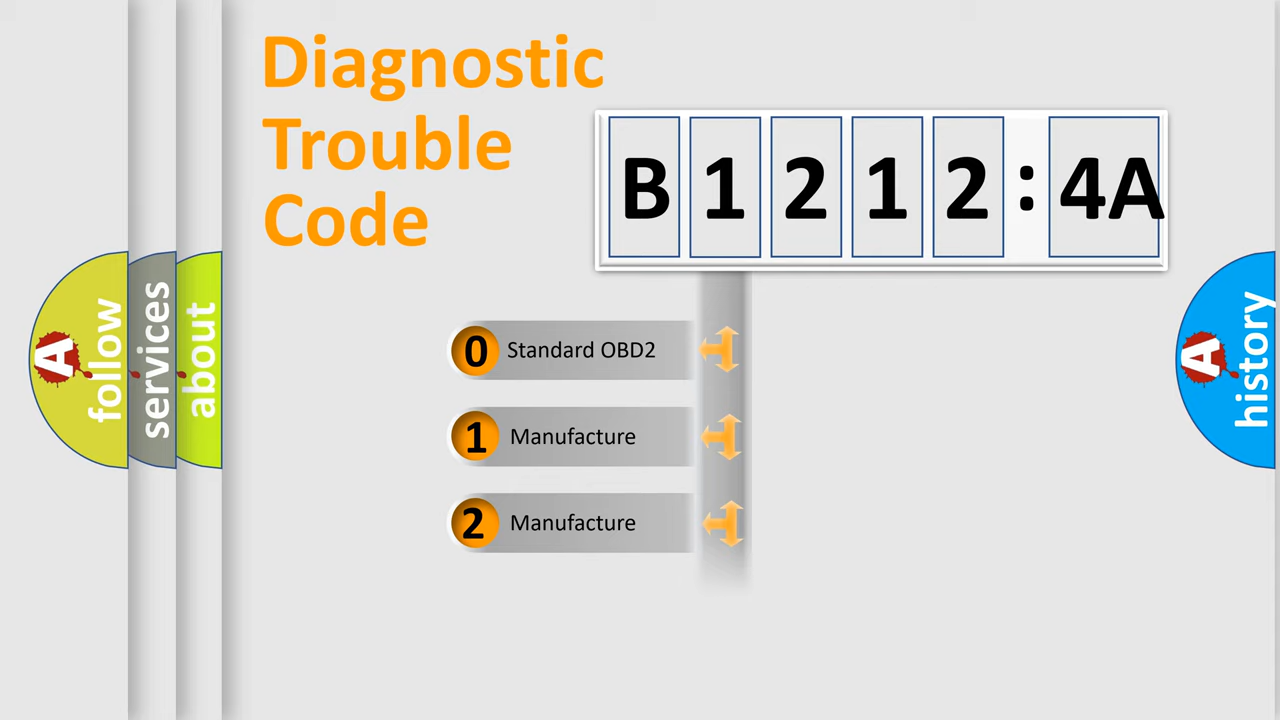 Diagnostic
Trouble
Code
B 1 2 1 2 : 4A
0 Standard OBD2
1 Manufacture
2 Manufacture
A follow
services
about
A history